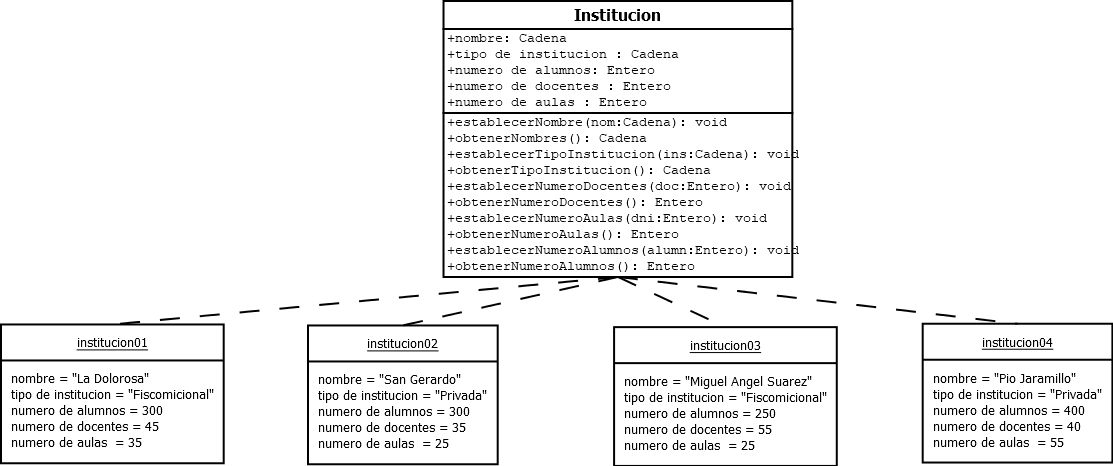 Institucion
+nombre: Cadena
+tipo de institucion : Cadena
+numero de alumnos: Entero
+numero de docentes : Entero
+numero de aulas : Entero
+establecerNombre(nom:Cadena): void
+obtenerNombres(): Cadena
+establecerTipoInstitucion(ins:Cadena): void
+obtenerTipoInstitucion(): Cadena
+establecerNumeroDocentes(doc:Entero): void
+obtenerNumeroDocentes(): Entero
+establecerNumeroAulas(dni:Entero): void
+obtenerNumeroAulas(): Entero
+establecerNumeroAlumnos(alumn:Entero): void
+obtenerNumeroAlumnos(): Entero
institucion01
nombre = "La Dolorosa"
tipo de institucion = "Fiscomicional"
numero de alumnos = 300
numero de docentes = 45
numero de aulas = 35
institucion02
nombre = "San Gerardo"
tipo de institucion = "Privada"
numero de alumnos = 300
numero de docentes = 35
numero de aulas = 25
institucion03
nombre = "Miguel Angel Suarez"
tipo de institucion = "Fiscomicional"
numero de alumnos = 250
numero de docentes = 55
numero de aulas = 25
institucion04
nombre = "Pio Jaramillo"
tipo de institucion = "Privada"
numero de alumnos = 400
numero de docentes = 40
numero de aulas = 55